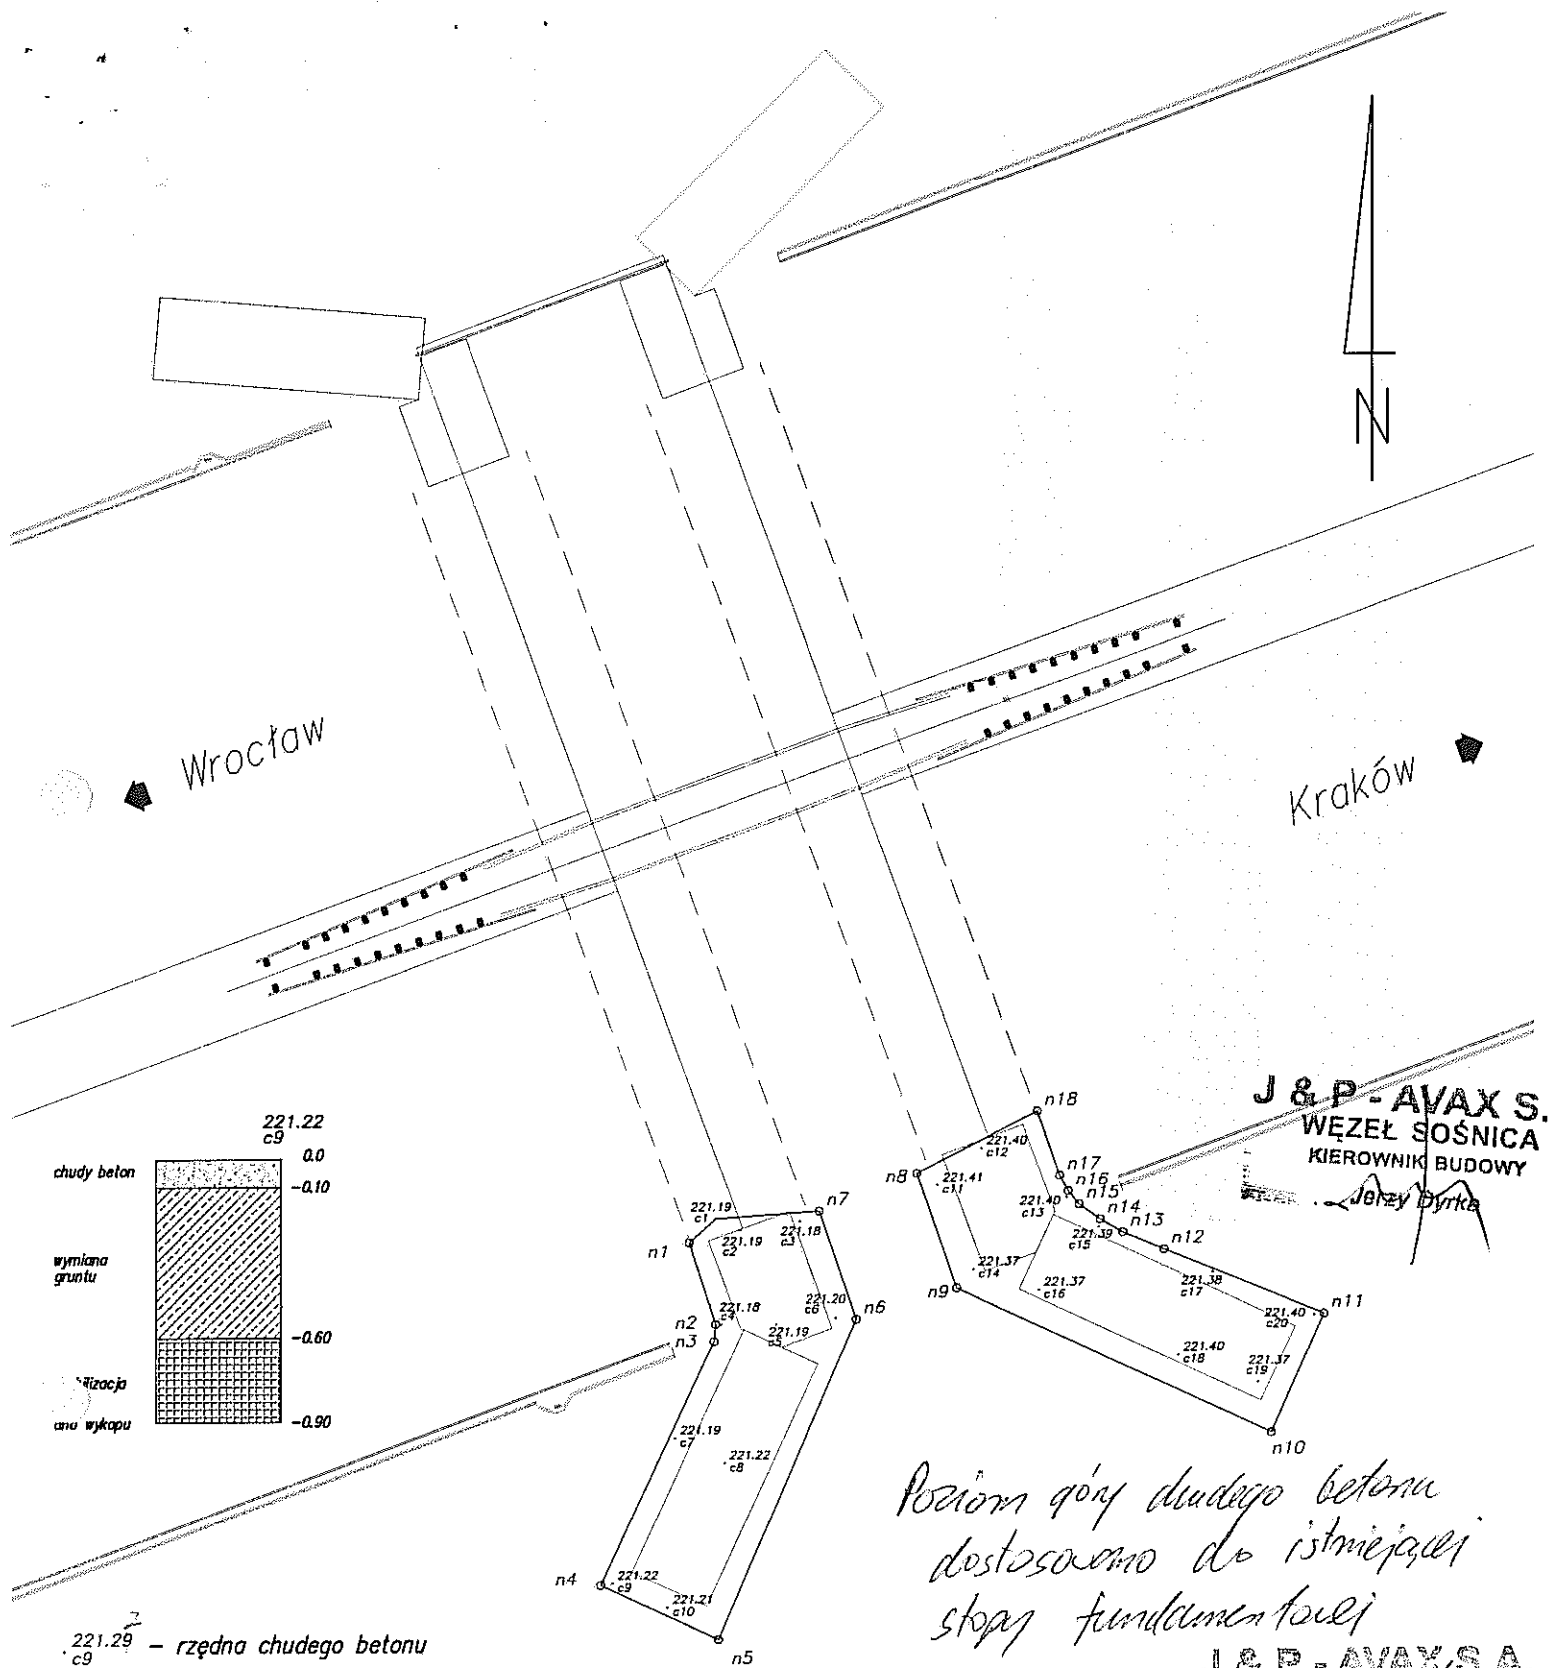 N
Wrocław
Kraków
J & P - AVAX S.
WĘZEŁ SOŚNICA
KIEROWNIK BUDOWY
Jerzy Dyrka
n18
221.40
c12
n8
221.41
c11
n17
n16
n15
221.40
c13
n14
n13
n12
221.39
c15
221.37
c14
n9
221.37
c16
221.38
c17
n11
221.40
c20
221.40
c18
221.37
c19
n10
221.19
c1
n7
n1
221.19
c2
221.18
c3
n2
221.18
c4
221.20
c6
n6
n3
221.19
c5
221.19
c7
221.22
c8
n4
221.22
c9
221.21
c10
n5
221.22
c9
0.0
chudy beton
-0.10
wymiana
gruntu
-0.60
ilizacja
wykopu
-0.90
221.29
c9
– rzędna chudego betonu
Poziom góry chudego betonu
dostosowano do istniejącej
stopy fundamentowej
J & P - AVAX S.A.